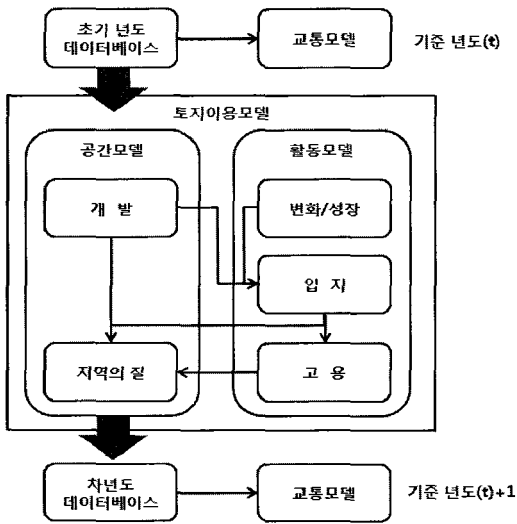 초기 년도
데이터베이스
교통모델
기준 년도(t)
토지이용모델
공간모델
활동모델
개 발
변화/성장
입 지
지역의 질
고 용
차년도
데이터베이스
교통모델
기준 년도(t)+1